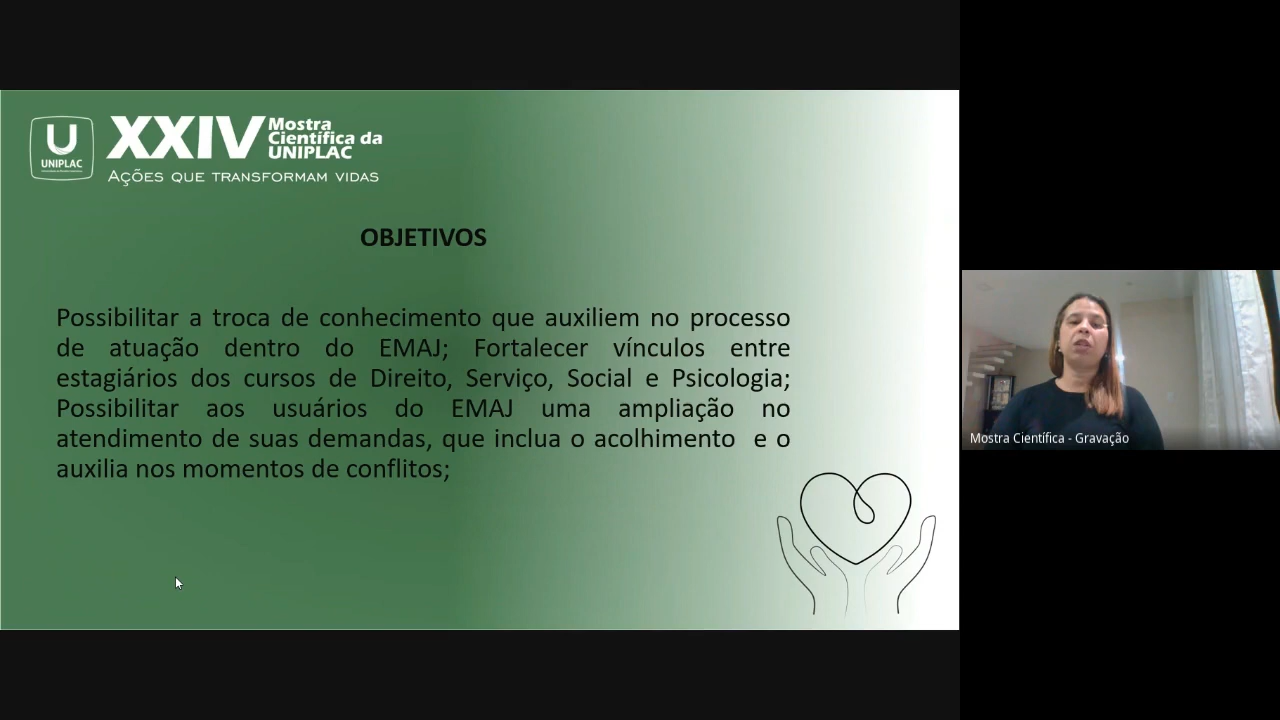 U
UNIPLAC
XXIV
Mostra
Científica da
UNIPLAC
AÇÕES QUE TRANSFORMAM VIDAS
OBJETIVOS
Possibilitar a troca de conhecimento que auxiliem no processo
de atuação dentro do EMAJ; Fortalecer vínculos entre
estagiários dos cursos de Direito, Serviço, Social e Psicologia;
Possibilitar aos usuários do EMAJ uma ampliação no
atendimento de suas demandas, que inclua o acolhimento e o
auxilia nos momentos de conflitos;
Mostra Científica - Gravação